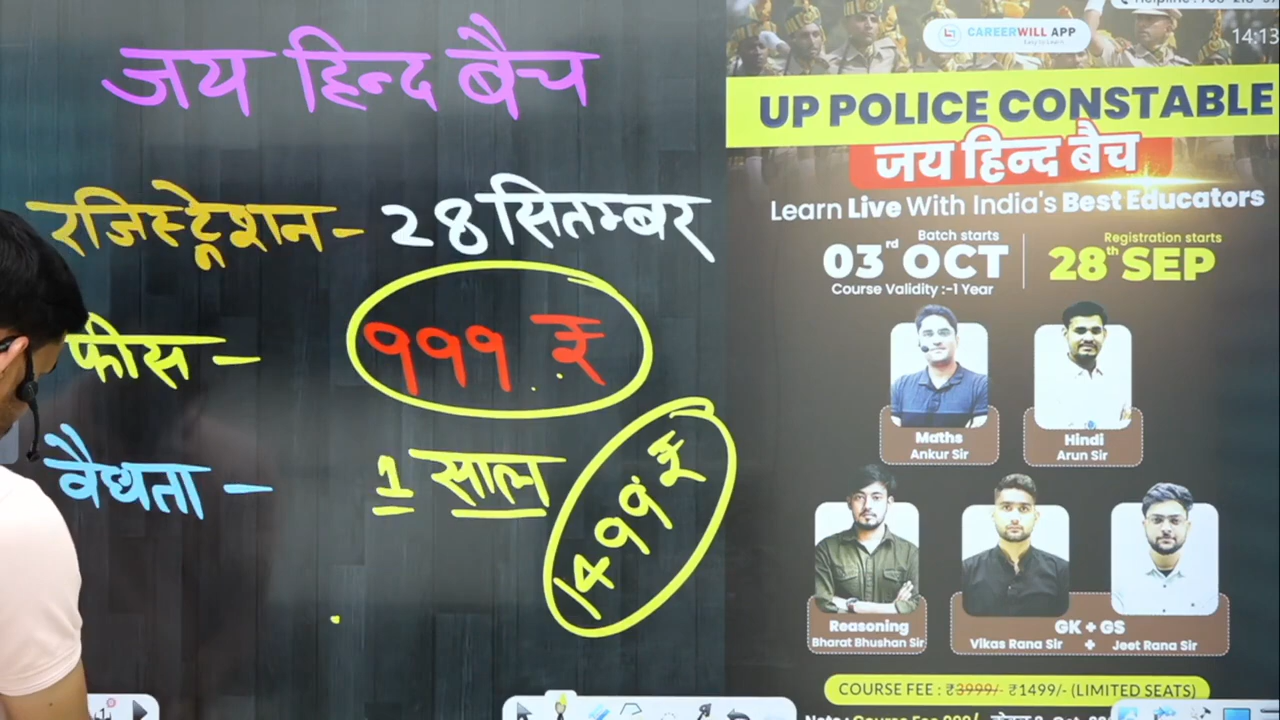 जय हिन्द बैच
रजिस्ट्रेशन - 28 सितम्बर
फीस - 999 ₹
वैधता - 1 साल
1499 ₹
CAREERWILL APP
14:13
UP POLICE CONSTABLE
जय हिन्द बैच
Learn Live With India's Best Educators
Batch starts
03rd OCT
Course Validity :-1 Year
Registration starts
28th SEP
Maths
Ankur Sir
Hindi
Arun Sir
Reasoning
Bharat Bhushan Sir
GK + GS
Vikas Rana Sir + Jeet Rana Sir
COURSE FEE : ₹3999/- ₹1499/- (LIMITED SEATS)